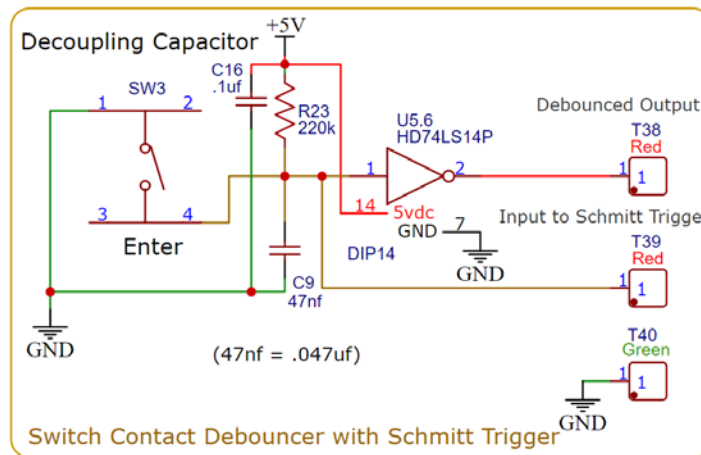 +5V
Decoupling Capacitor
C16
.1uf
SW3
1 2
R23
220k
U5.6
HD74LS14P
Debounced Output
T38
Red
1 1
1 2
3 4
Enter
14 5vdc
GND 7
GND
DIP14
Input to Schmitt Trigger
T39
Red
1 1
C9
47nf
GND
(47nf = .047uf)
T40
Green
1 1
GND
Switch Contact Debouncer with Schmitt Trigger